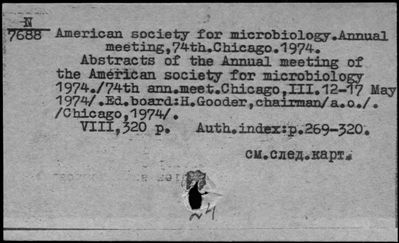 N
7688
American society for microbiology.Annual
meeting,74th.Chicago.1974.
Abstracts of the Annual meeting of
the American society for microbiology
1974./74th ann.meet.Chicago,III.12-17 May
1974/.Ed.board:H.Gooder,chairman/a.o./.
/Chicago,1974/.
VIII,320 p. Auth.index:p.269-320.
см.след.карт.
24